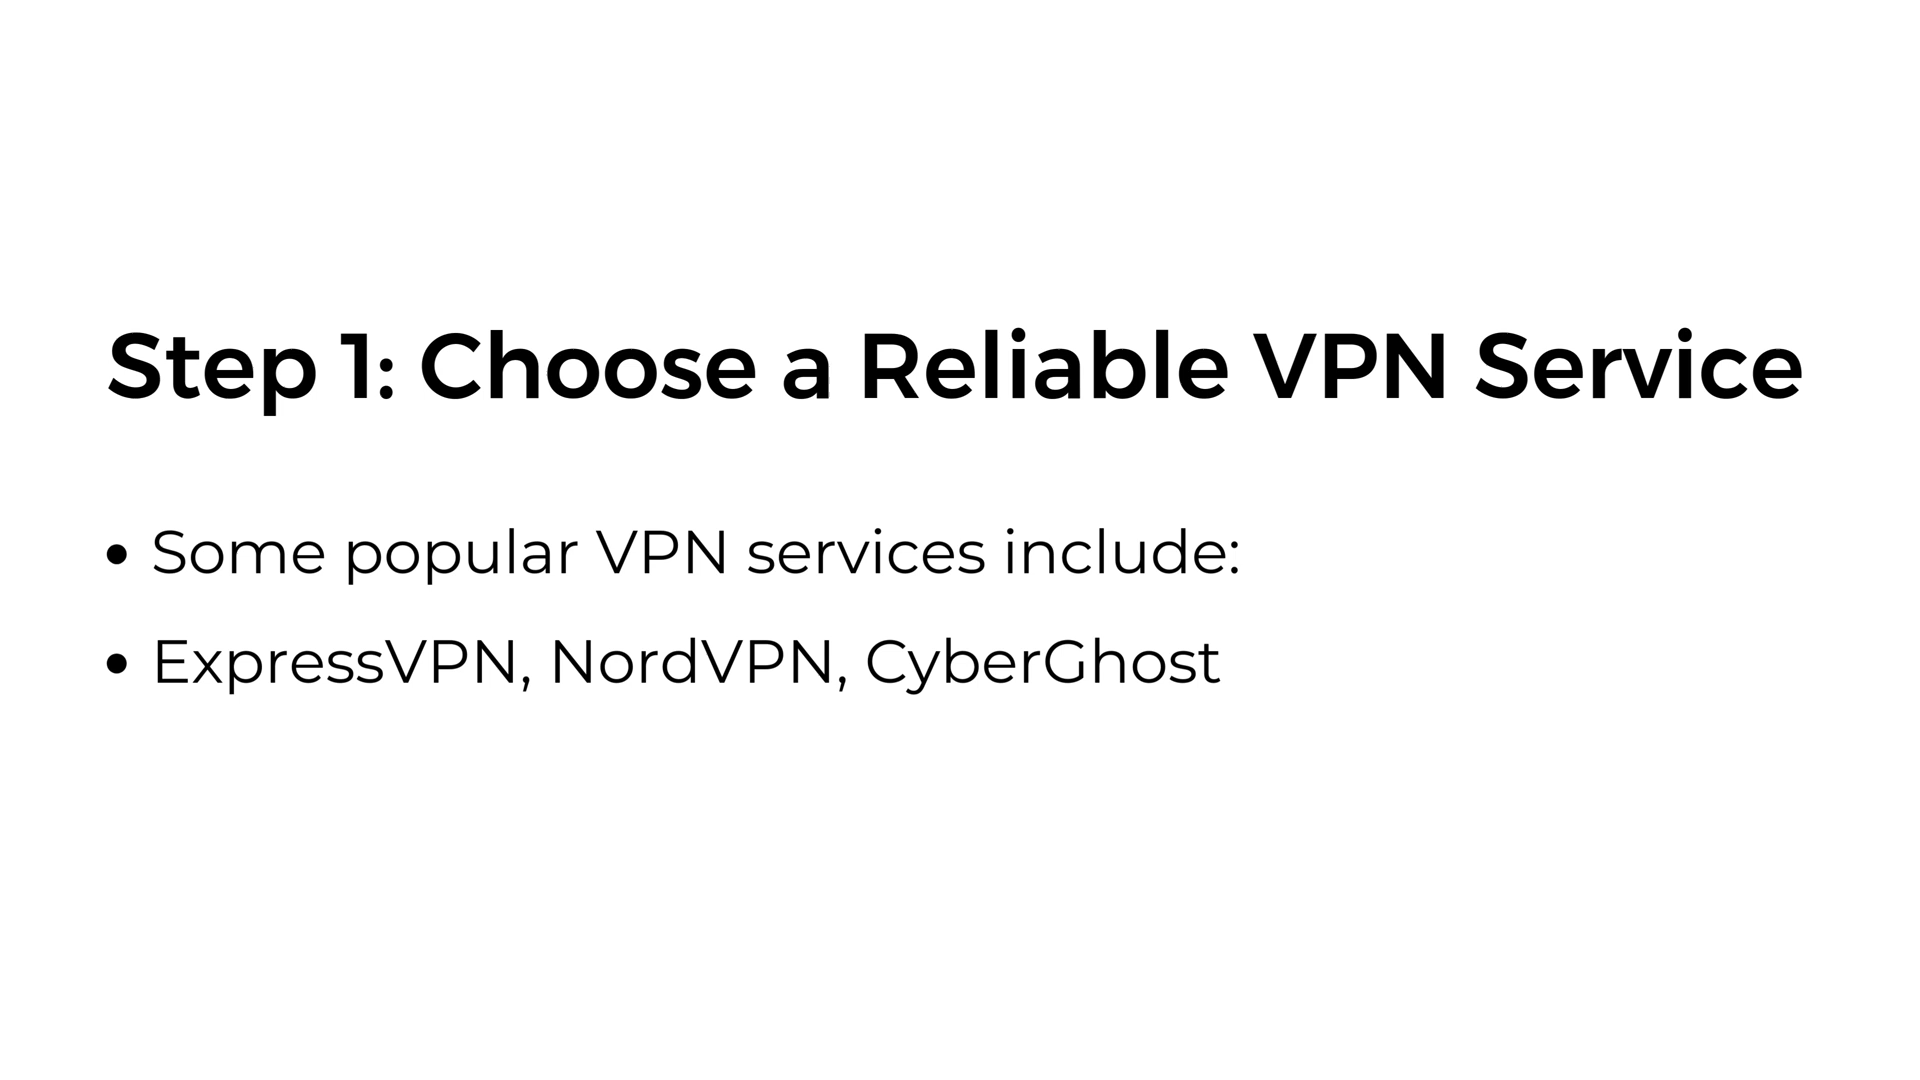 Step 1: Choose a Reliable VPN Service
• Some popular VPN services include:
• ExpressVPN, NordVPN, CyberGhost